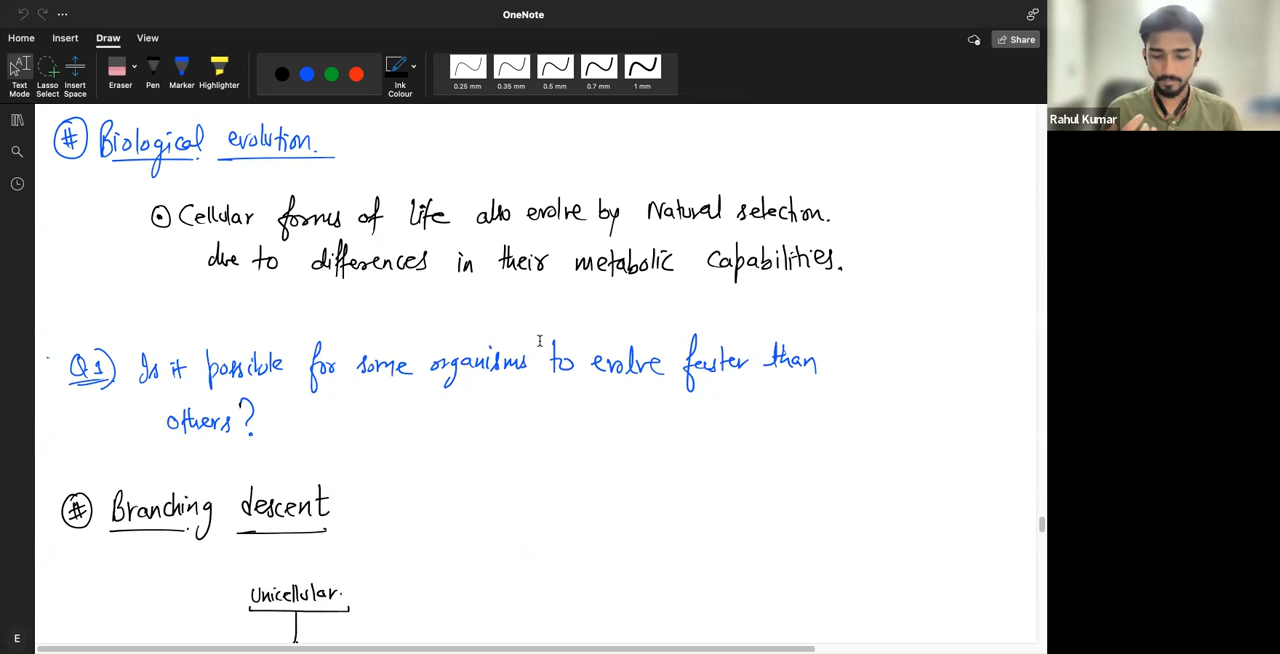 OneNote
Home Insert Draw View
Share
Text Mode
Lasso Select
Insert Space
Eraser
Pen
Marker
Highlighter
Ink Colour
0.25 mm
0.35 mm
0.5 mm
0.7 mm
1 mm
Rahul Kumar
# Biological evolution.
Cellular forms of life also evolve by Natural selection.
due to differences in their metabolic capabilities.
Q1) Is it possible for some organisms to evolve faster than
others?
# Branching descent
Unicellular.
E